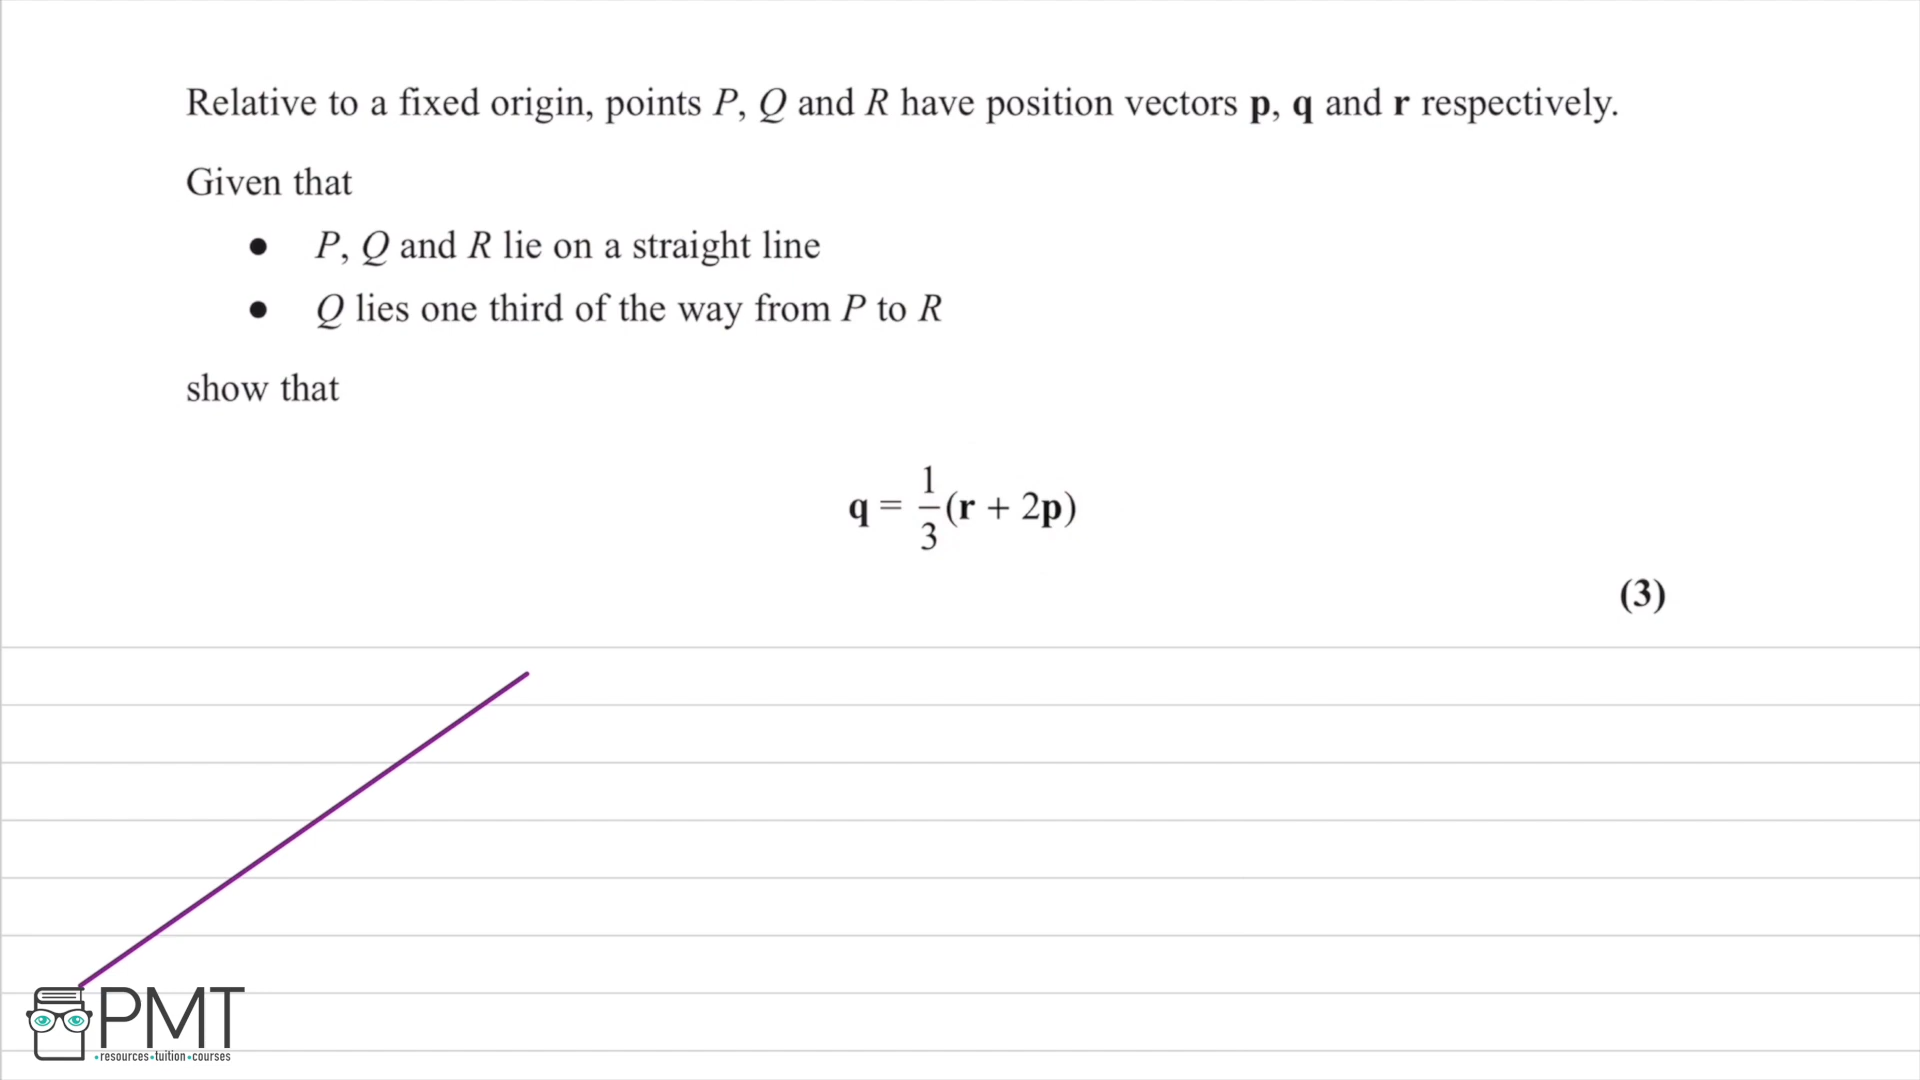 Relative to a fixed origin, points P, Q and R have position vectors p, q and r respectively.
Given that
● P, Q and R lie on a straight line
● Q lies one third of the way from P to R
show that
q = 1/3 (r + 2p)
(3)
PMT
•resources•tuition•courses